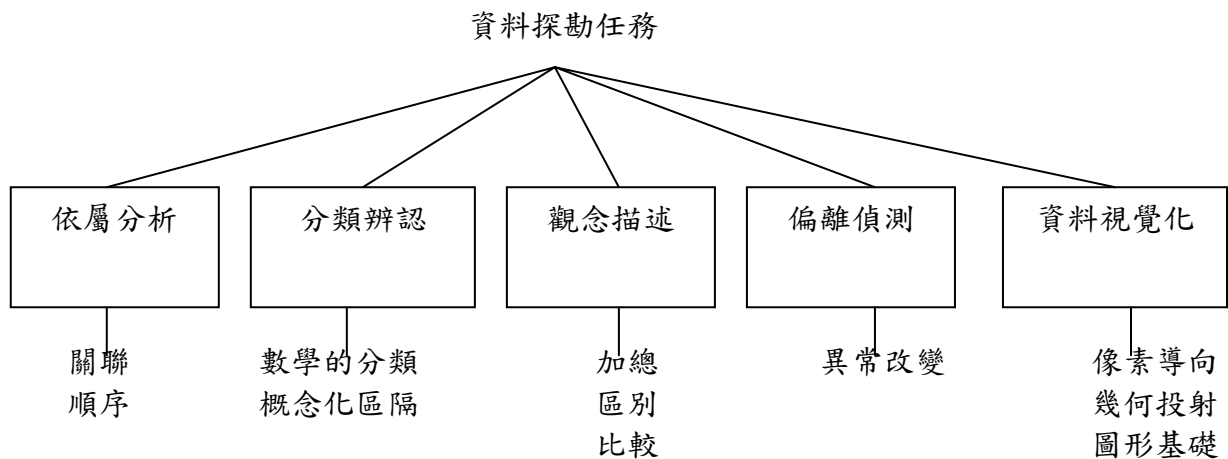 資料探勘任務
依屬分析
分類辨認
觀念描述
偏離偵測
資料視覺化
關聯
順序
數學的分類
概念化區隔
加總
區別
比較
異常改變
像素導向
幾何投射
圖形基礎